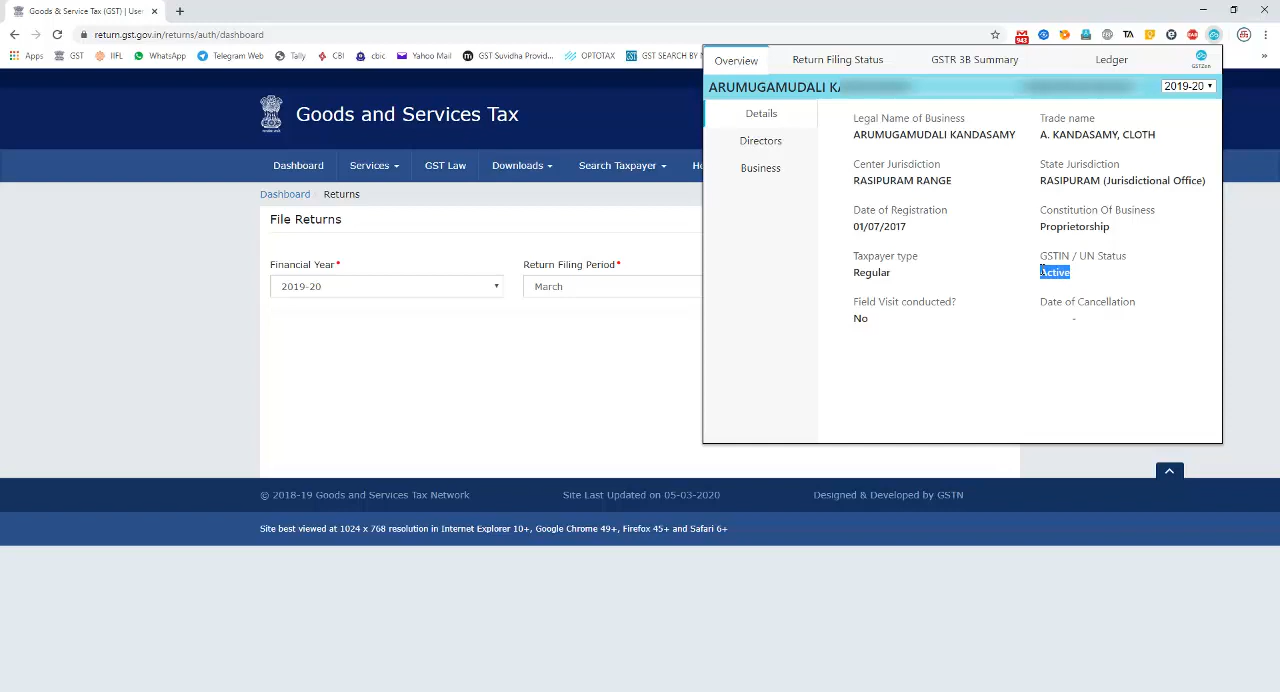 Goods & Service Tax (GST) | User
return.gst.gov.in/returns/auth/dashboard
943
TA
Apps GST IIFL WhatsApp Telegram Web Tally CBI cbic Yahoo Mail GST Suvidha Provid... OPTOTAX GST SEARCH BY
Goods and Services Tax
Dashboard Services GST Law Downloads Search Taxpayer He
Dashboard Returns
File Returns
Financial Year*
Return Filing Period*
2019-20
March
Overview Return Filing Status GSTR 3B Summary Ledger GSTZen
ARUMUGAMUDALI KA
2019-20
Details
Directors
Business
Legal Name of Business
ARUMUGAMUDALI KANDASAMY
Trade name
A. KANDASAMY, CLOTH
Center Jurisdiction
RASIPURAM RANGE
State Jurisdiction
RASIPURAM (Jurisdictional Office)
Date of Registration
01/07/2017
Constitution Of Business
Proprietorship
Taxpayer type
Regular
GSTIN / UN Status
Active
Field Visit conducted?
No
Date of Cancellation
-
© 2018-19 Goods and Services Tax Network
Site Last Updated on 05-03-2020
Designed & Developed by GSTN
Site best viewed at 1024 x 768 resolution in Internet Explorer 10+, Google Chrome 49+, Firefox 45+ and Safari 6+